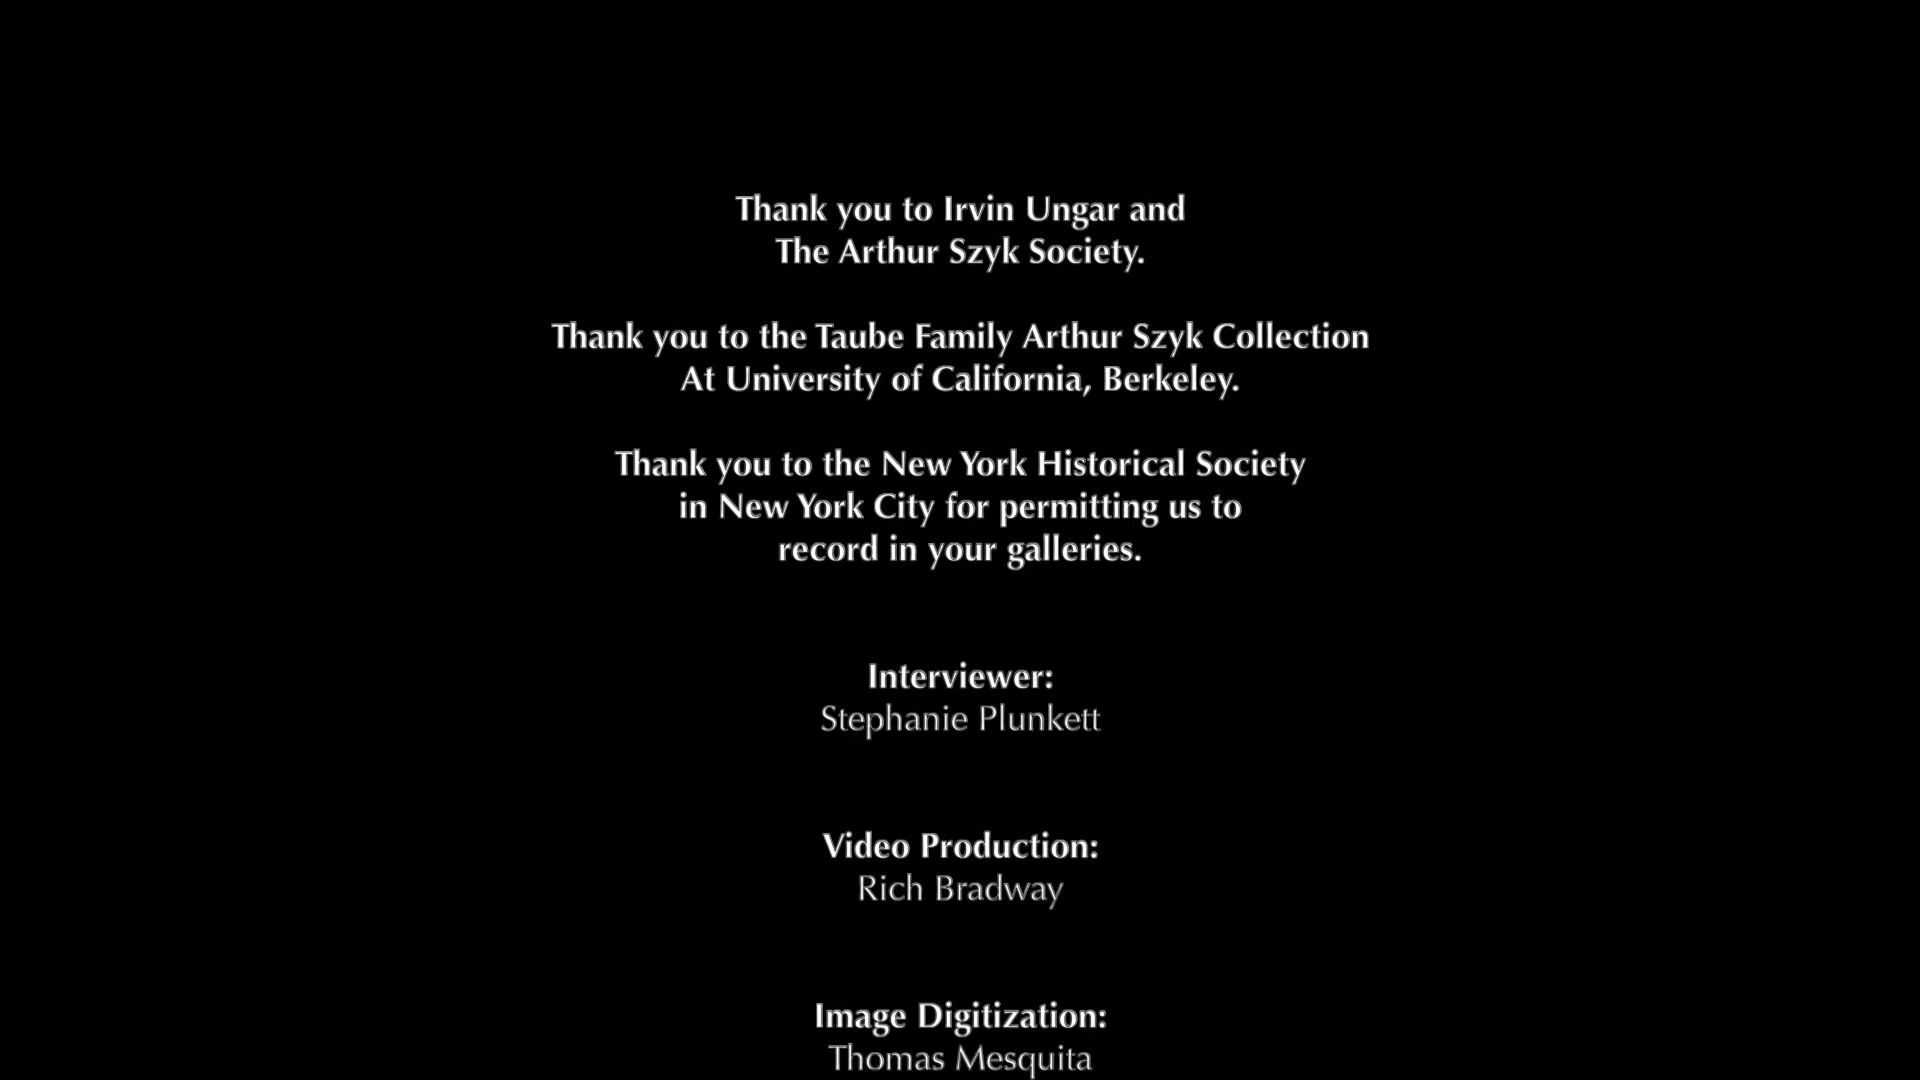 Thank you to Irvin Ungar and
The Arthur Szyk Society.
Thank you to the Taube Family Arthur Szyk Collection
At University of California, Berkeley.
Thank you to the New York Historical Society
in New York City for permitting us to
record in your galleries.
Interviewer:
Stephanie Plunkett
Video Production:
Rich Bradway
Image Digitization:
Thomas Mesquita